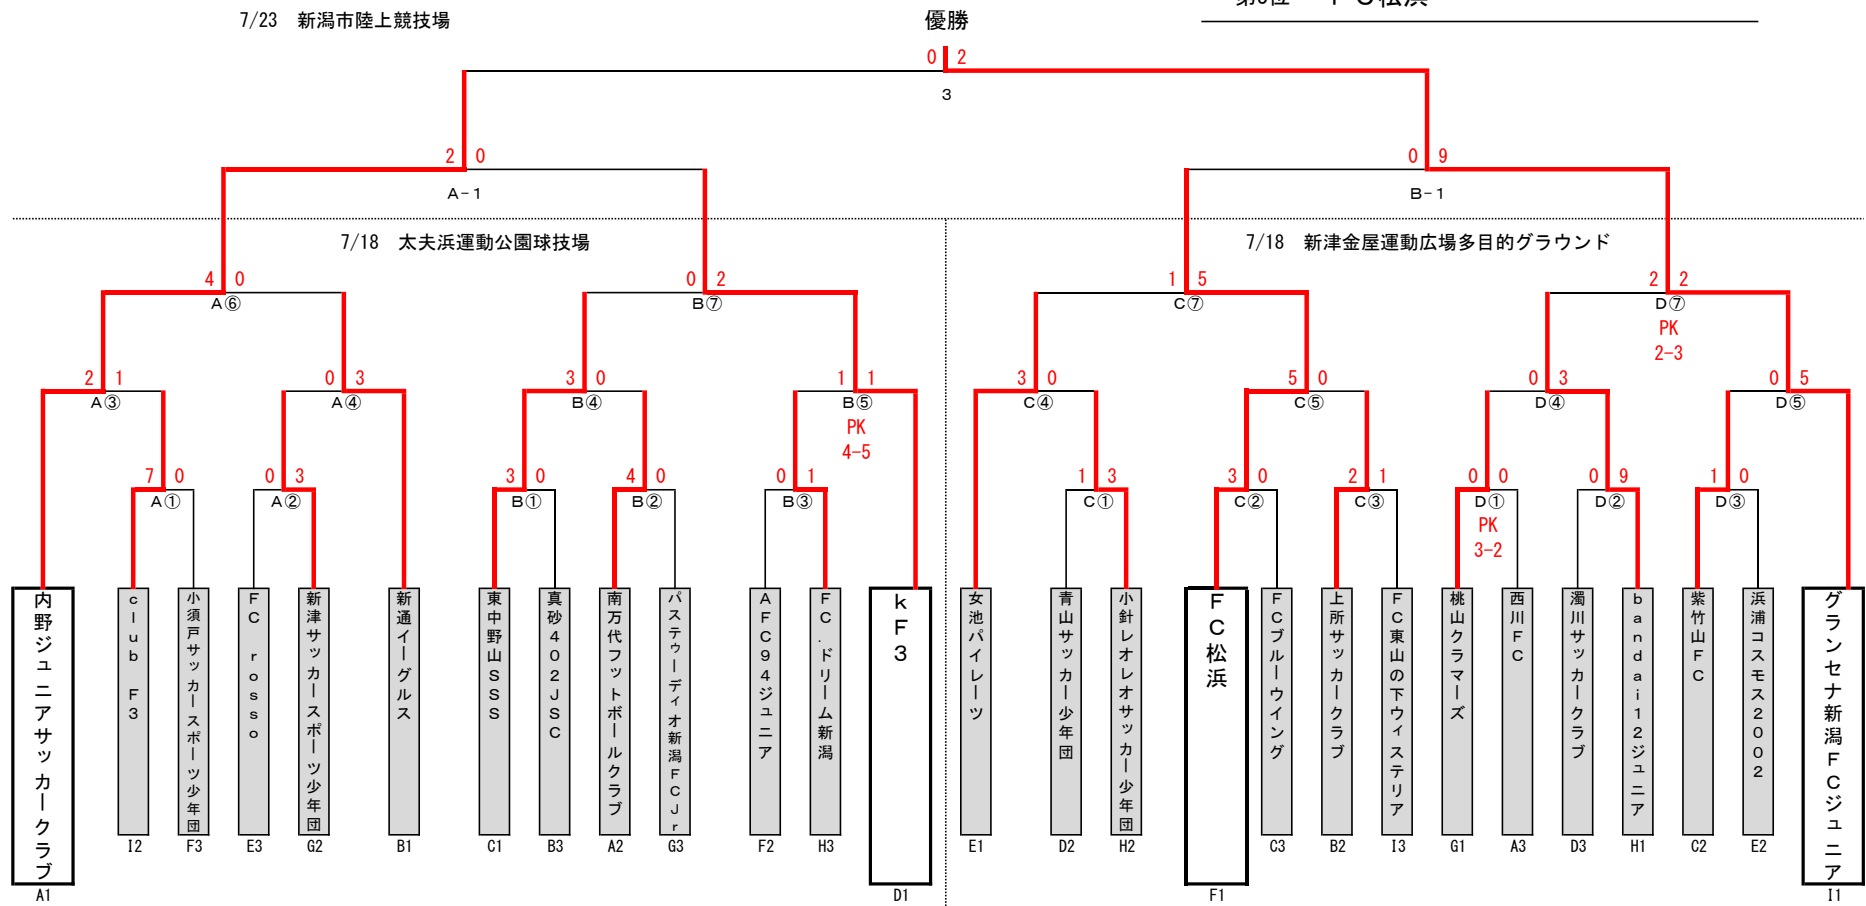 第3位 FC松浜
7/23 新潟市陸上競技場
優勝
0 2
3
2 0
A-1
0 9
B-1
7/18 太夫浜運動公園球技場
7/18 新津金屋運動広場多目的グラウンド
4 0
A⑥
0 2
B⑦
1 5
C⑦
2 2
D⑦
PK
2-3
2 1
A③
0 3
A④
3 0
B④
1 1
B⑤
PK
4-5
3 0
C④
5 0
C⑤
0 3
D④
0 5
D⑤
7 0
A①
0 3
A②
3 0
B①
4 0
B②
0 1
B③
1 3
C①
3 0
C②
2 1
C③
0 0
D①
PK
3-2
0 9
D②
1 0
D③
内野ジュニアサッカークラブ
club F3
小須戸サッカースポーツ少年団
FC rosso
新津サッカースポーツ少年団
新通イーグルス
東中野山SSS
真砂402JSC
南万代フットボールクラブ
パステゥーディオ新潟FCJr
AFC94ジュニア
FC.ドリーム新潟
kF3
女池パイレーツ
青山サッカー少年団
小針レオレオサッカー少年団
FC松浜
FCブルーウイング
上所サッカークラブ
FC東山の下ウィステリア
桃山クラマーズ
西川FC
濁川サッカークラブ
bandai12ジュニア
紫竹山FC
浜浦コスモス2002
グランセナ新潟FCジュニア
A1
I2
F3
E3
G2
B1
C1
B3
A2
G3
F2
H3
D1
E1
D2
H2
F1
C3
B2
I3
G1
A3
D3
H1
C2
E2
I1